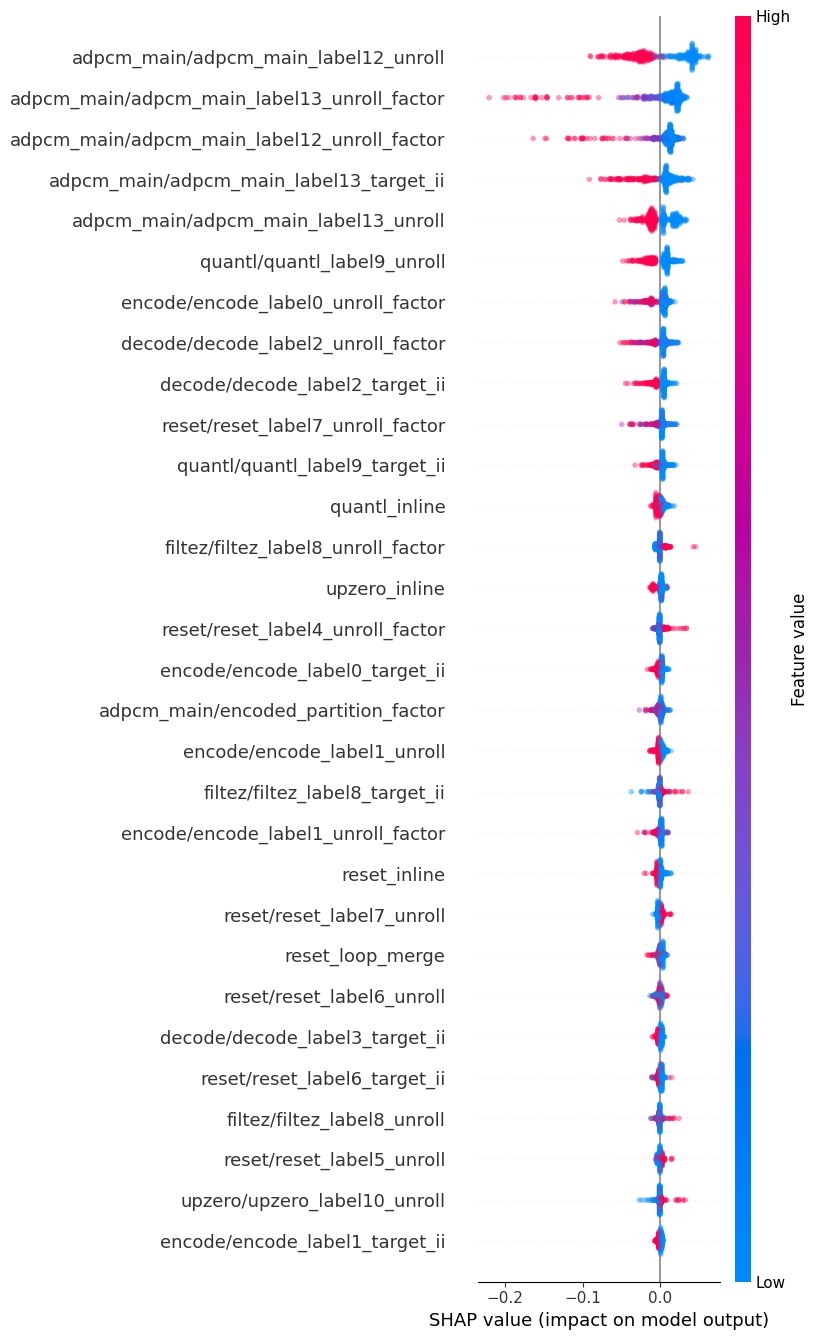 High
adpcm_main/adpcm_main_label12_unroll
adpcm_main/adpcm_main_label13_unroll_factor
adpcm_main/adpcm_main_label12_unroll_factor
adpcm_main/adpcm_main_label13_target_ii
adpcm_main/adpcm_main_label13_unroll
quantl/quantl_label9_unroll
encode/encode_label0_unroll_factor
decode/decode_label2_unroll_factor
decode/decode_label2_target_ii
reset/reset_label7_unroll_factor
quantl/quantl_label9_target_ii
quantl_inline
filtez/filtez_label8_unroll_factor
upzero_inline
reset/reset_label4_unroll_factor
encode/encode_label0_target_ii
adpcm_main/encoded_partition_factor
encode/encode_label1_unroll
filtez/filtez_label8_target_ii
encode/encode_label1_unroll_factor
reset_inline
reset/reset_label7_unroll
reset_loop_merge
reset/reset_label6_unroll
decode/decode_label3_target_ii
reset/reset_label6_target_ii
filtez/filtez_label8_unroll
reset/reset_label5_unroll
upzero/upzero_label10_unroll
encode/encode_label1_target_ii
Feature value
Low
−0.2 −0.1 0.0
SHAP value (impact on model output)